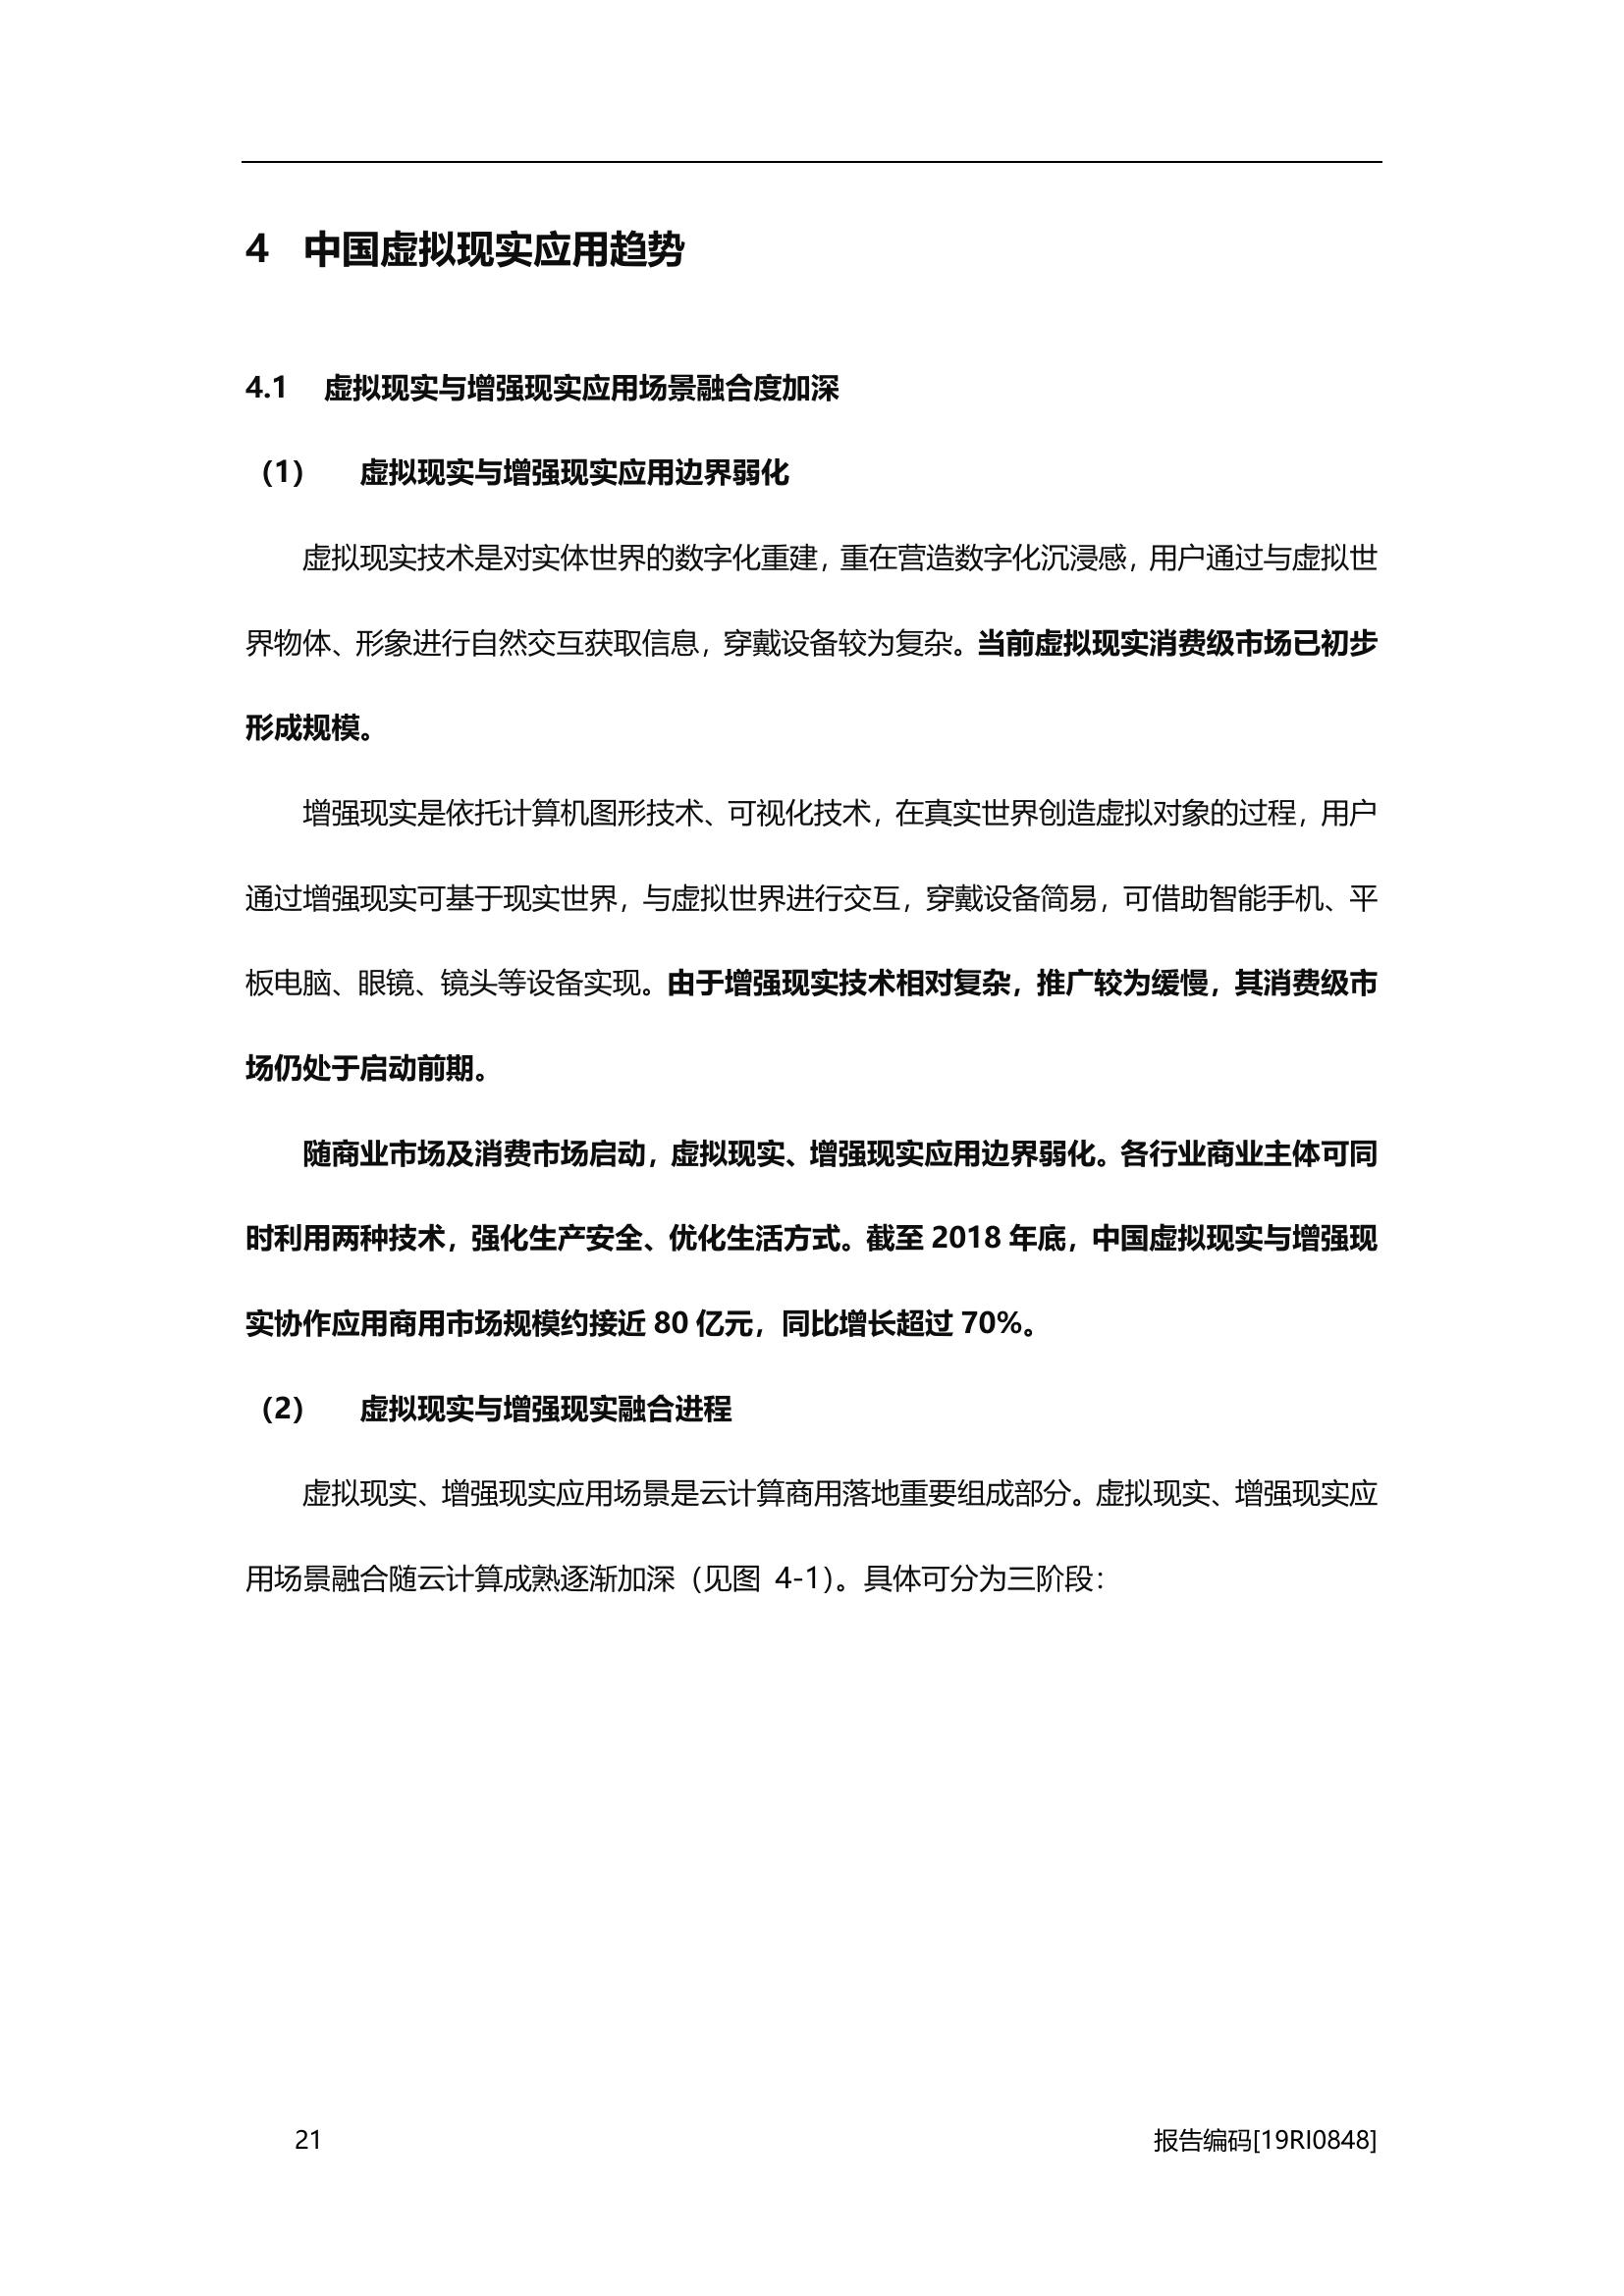 4 中国虚拟现实应用趋势
4.1 虚拟现实与增强现实应用场景融合度加深
（1） 虚拟现实与增强现实应用边界弱化
虚拟现实技术是对实体世界的数字化重建，重在营造数字化沉浸感，用户通过与虚拟世
界物体、形象进行自然交互获取信息，穿戴设备较为复杂。当前虚拟现实消费级市场已初步
形成规模。
增强现实是依托计算机图形技术、可视化技术，在真实世界创造虚拟对象的过程，用户
通过增强现实可基于现实世界，与虚拟世界进行交互，穿戴设备简易，可借助智能手机、平
板电脑、眼镜、镜头等设备实现。由于增强现实技术相对复杂，推广较为缓慢，其消费级市
场仍处于启动前期。
随商业市场及消费市场启动，虚拟现实、增强现实应用边界弱化。各行业商业主体可同
时利用两种技术，强化生产安全、优化生活方式。截至 2018 年底，中国虚拟现实与增强现
实协作应用商用市场规模约接近 80 亿元，同比增长超过 70%。
（2） 虚拟现实与增强现实融合进程
虚拟现实、增强现实应用场景是云计算商用落地重要组成部分。虚拟现实、增强现实应
用场景融合随云计算成熟逐渐加深（见图 4-1）。具体可分为三阶段：
21 报告编码[19RI0848]